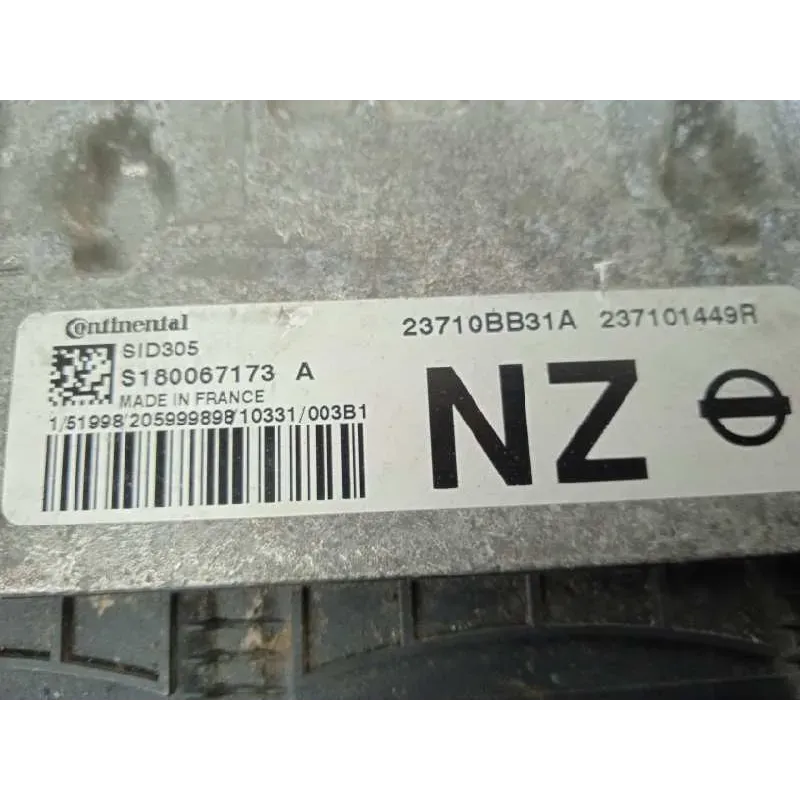 Continental
SID305
S180067173 A
MADE IN FRANCE
1/51998/205999898/10331/003B1
23710BB31A 237101449R
NZ